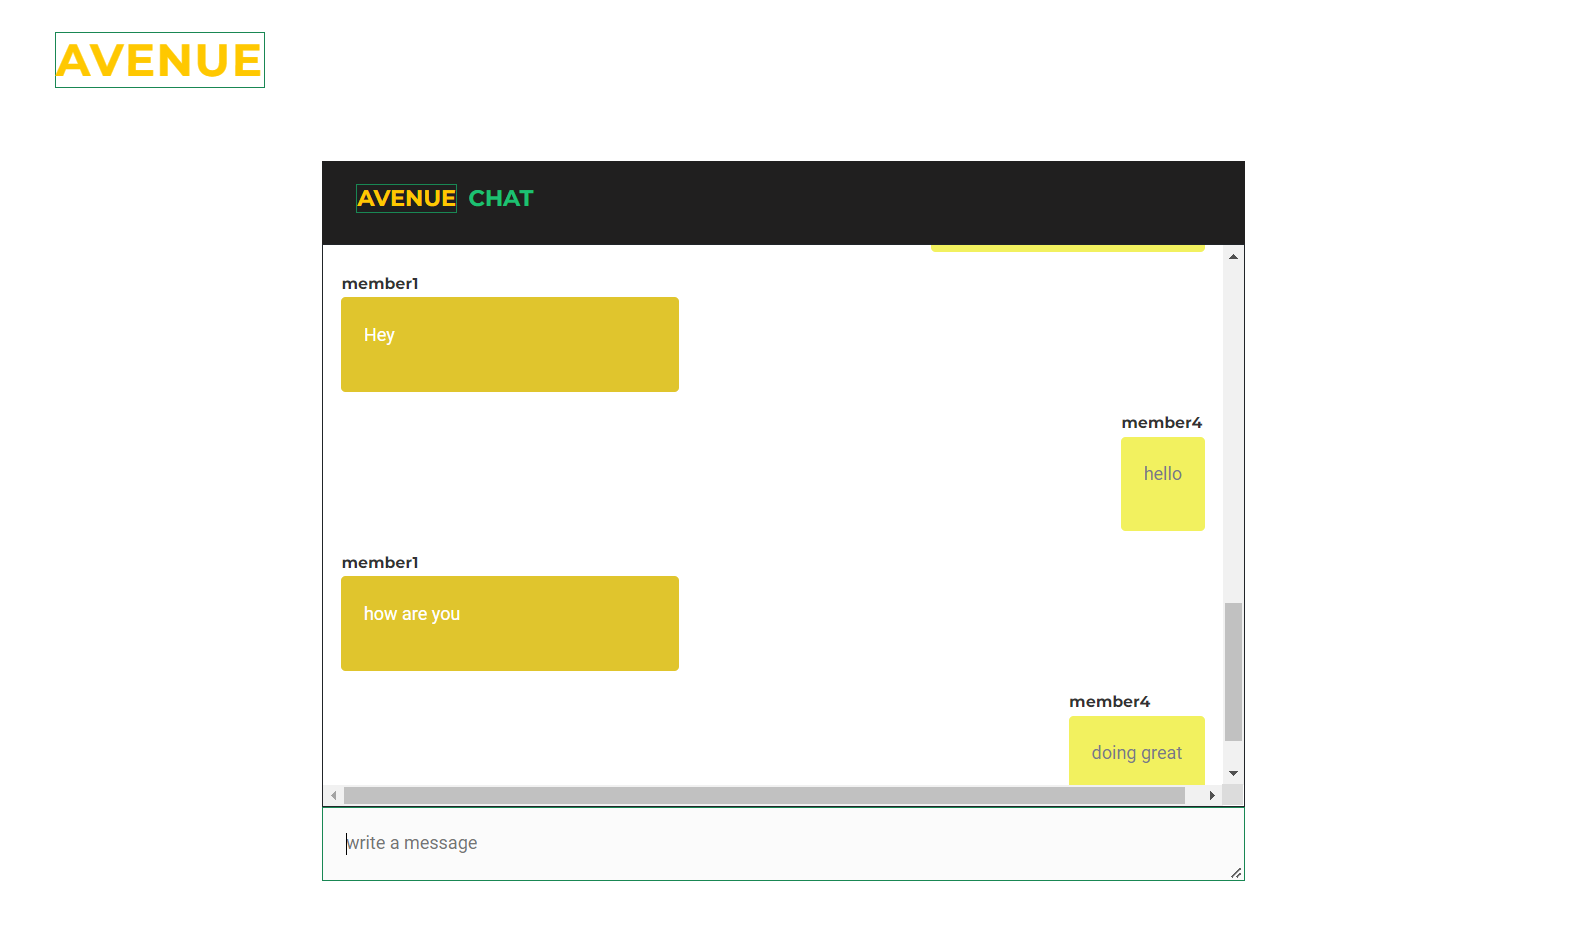 AVENUE
AVENUE CHAT
member1
Hey
member4
hello
member1
how are you
member4
doing great
write a message